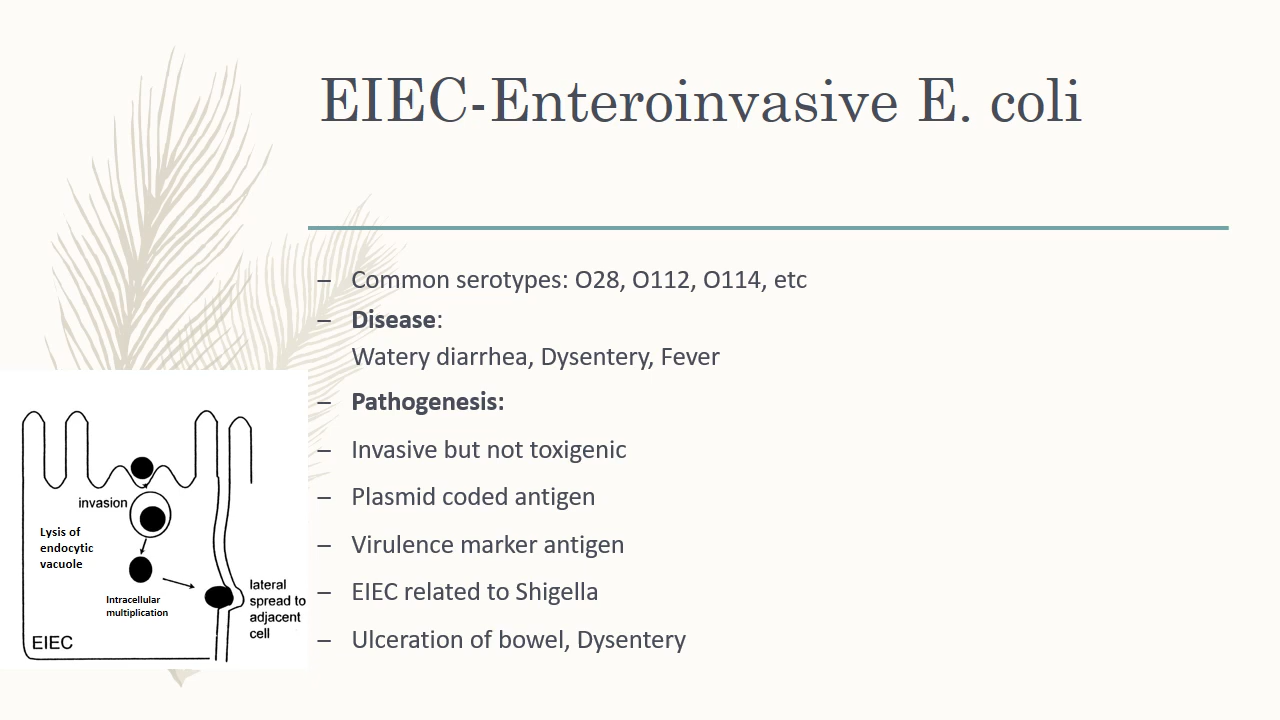 EIEC-Enteroinvasive E. coli
– Common serotypes: O28, O112, O114, etc
– Disease:
Watery diarrhea, Dysentery, Fever
– Pathogenesis:
– Invasive but not toxigenic
– Plasmid coded antigen
– Virulence marker antigen
– EIEC related to Shigella
– Ulceration of bowel, Dysentery
invasion
Lysis of
endocytic
vacuole
Intracellular
multiplication
lateral
spread to
adjacent
cell
EIEC